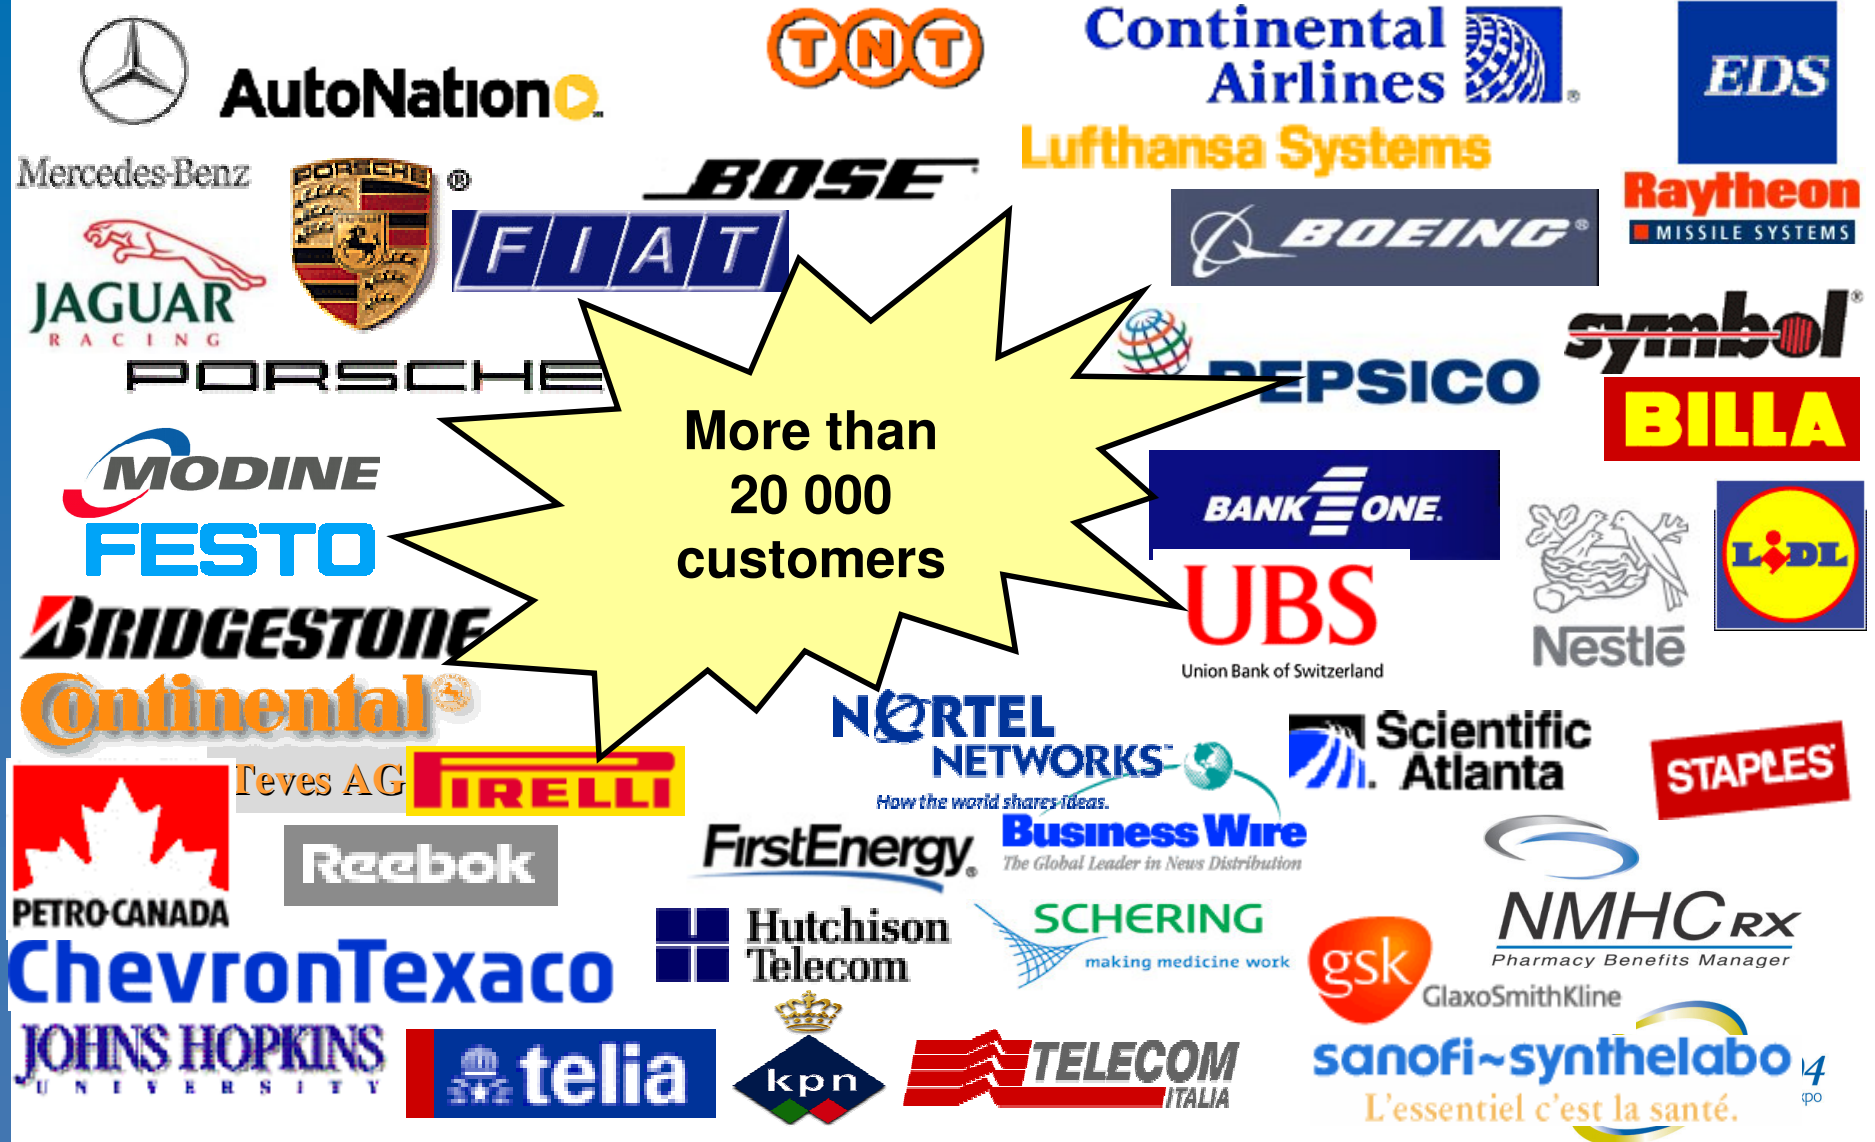 TNT
Continental
Airlines
EDS
AutoNation
Mercedes-Benz
PORSCHE
BOSE
Lufthansa Systems
Raytheon
MISSILE SYSTEMS
FIAT
BOEING
JAGUAR
RACING
PORSCHE
PEPSICO
symbol
BILLA
More than
20 000
customers
MODINE
FESTO
BANK ONE.
LiDL
UBS
Union Bank of Switzerland
Nestlé
BRIDGESTONE
Continental
Teves AG
PIRELLI
NORTEL
NETWORKS
How the world shares ideas.
Scientific
Atlanta
STAPLES
PETRO-CANADA
Reebok
FirstEnergy
Business Wire
The Global Leader in News Distribution
NMHC RX
Pharmacy Benefits Manager
ChevronTexaco
Hutchison
Telecom
SCHERING
making medicine work
gsk
GlaxoSmithKline
JOHNS HOPKINS
UNIVERSITY
telia
kpn
TELECOM
ITALIA
sanofi~synthelabo
L'essentiel c'est la santé.